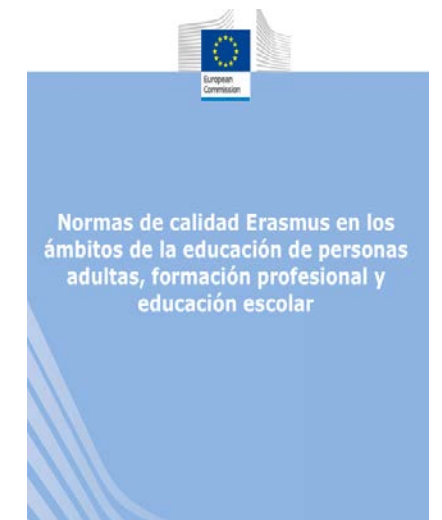 European
Commission
Normas de calidad Erasmus en los
ámbitos de la educación de personas
adultas, formación profesional y
educación escolar